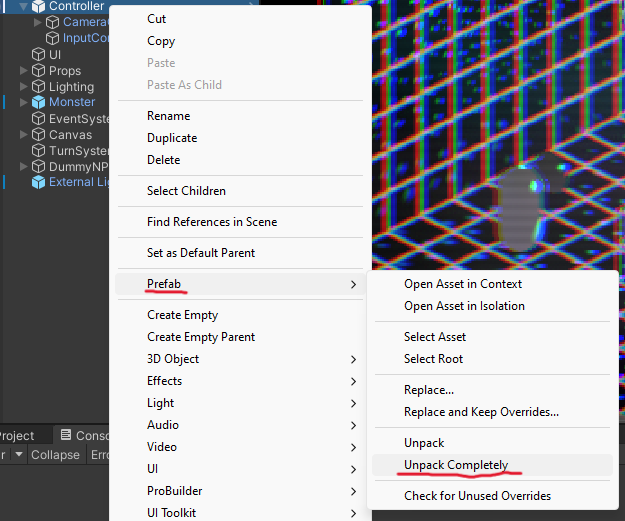 Controller
Camera
InputCon
UI
Props
Lighting
Monster
EventSyste
Canvas
TurnSystem
DummyNP
External Lig
Cut
Copy
Paste
Paste As Child
Rename
Duplicate
Delete
Select Children
Find References in Scene
Set as Default Parent
Prefab
Create Empty
Create Empty Parent
3D Object
Effects
Light
Audio
Video
UI
ProBuilder
UI Toolkit
Open Asset in Context
Open Asset in Isolation
Select Asset
Select Root
Replace...
Replace and Keep Overrides...
Unpack
Unpack Completely
Check for Unused Overrides
Project
Conso
r
Collapse
Erro